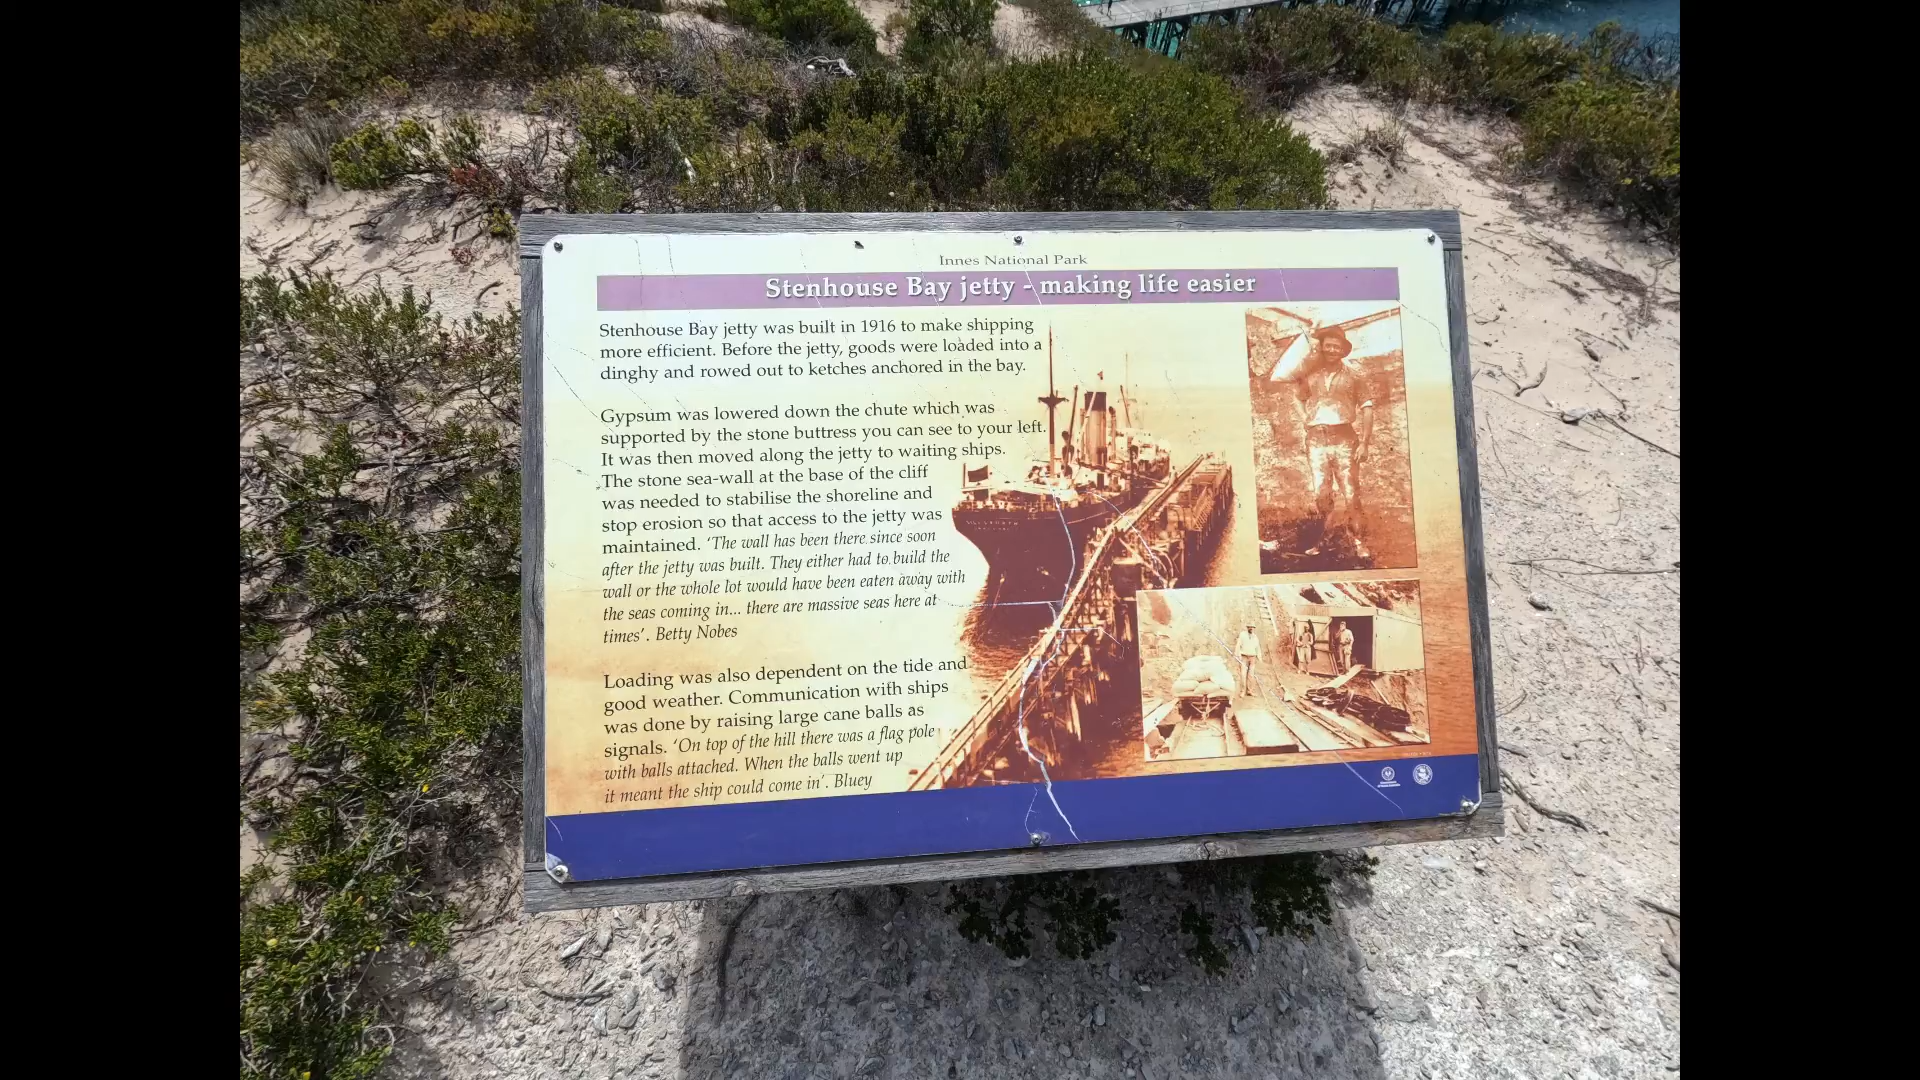 Innes National Park
Stenhouse Bay jetty - making life easier
Stenhouse Bay jetty was built in 1916 to make shipping
more efficient. Before the jetty, goods were loaded into a
dinghy and rowed out to ketches anchored in the bay.
Gypsum was lowered down the chute which was
supported by the stone buttress you can see to your left.
It was then moved along the jetty to waiting ships.
The stone sea-wall at the base of the cliff
was needed to stabilise the shoreline and
stop erosion so that access to the jetty was
maintained. ‘The wall has been there since soon
after the jetty was built. They either had to build the
wall or the whole lot would have been eaten away with
the seas coming in... there are massive seas here at
times’. Betty Nobes
Loading was also dependent on the tide and
good weather. Communication with ships
was done by raising large cane balls as
signals. ‘On top of the hill there was a flag pole
with balls attached. When the balls went up
it meant the ship could come in’. Bluey